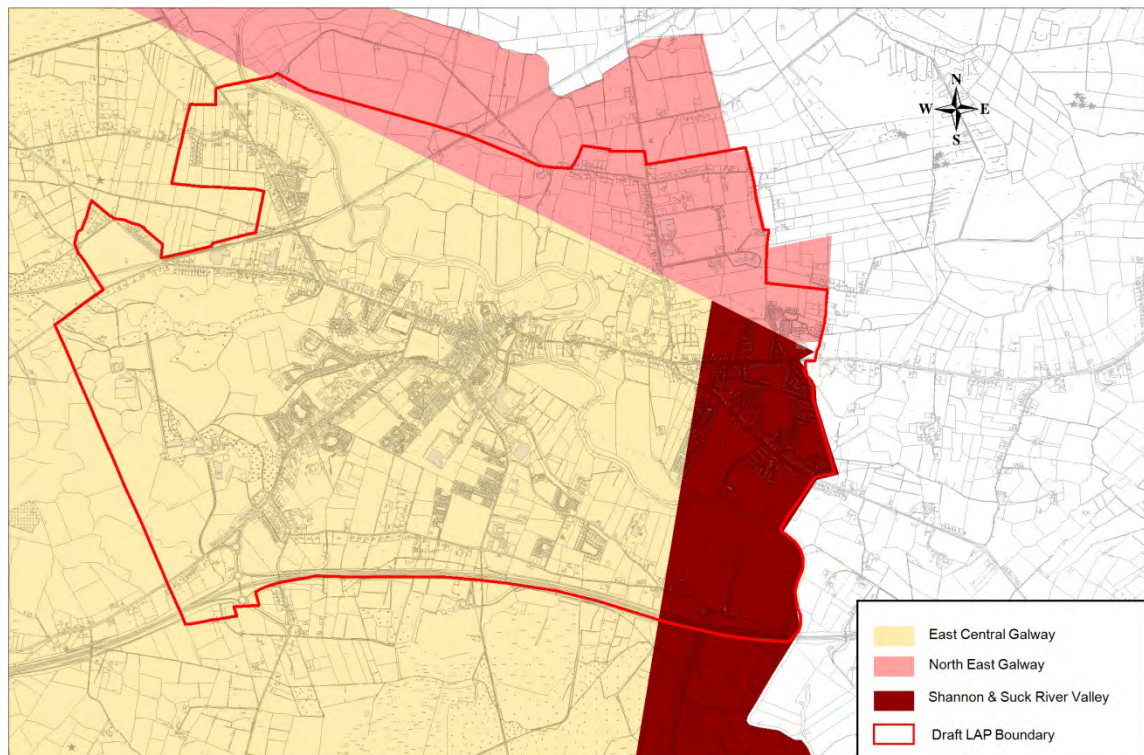 N
W E
S
East Central Galway
North East Galway
Shannon & Suck River Valley
Draft LAP Boundary